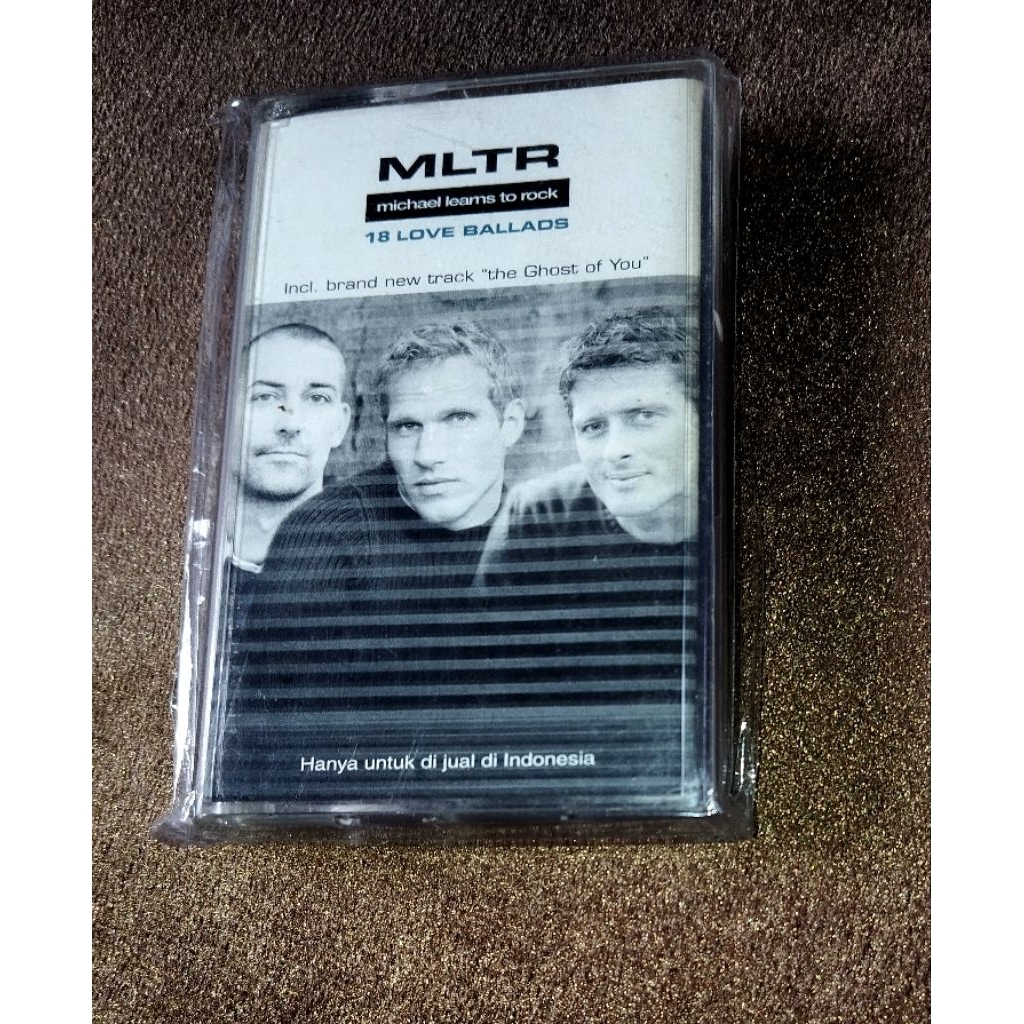 MLTR
michael learns to rock
18 LOVE BALLADS
Incl. brand new track "the Ghost of You"
Hanya untuk di jual di Indonesia